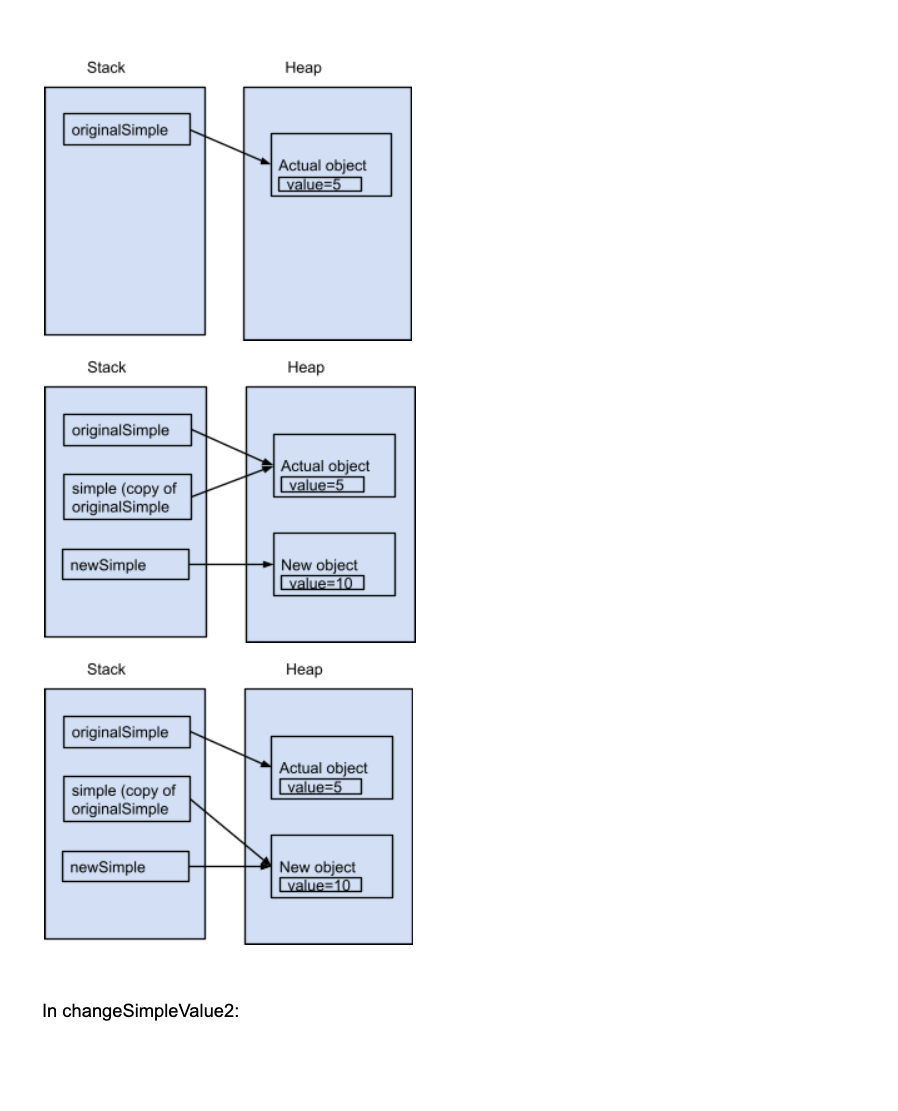 Stack Heap
originalSimple
Actual object
value=5
Stack Heap
originalSimple
Actual object
simple (copy of
value=5
originalSimple
newSimple New object
value=10
Stack Heap
originalSimple
Actual object
simple (copy of
value=5
originalSimple
newSimple New object
value=10
In changeSimpleValue2: